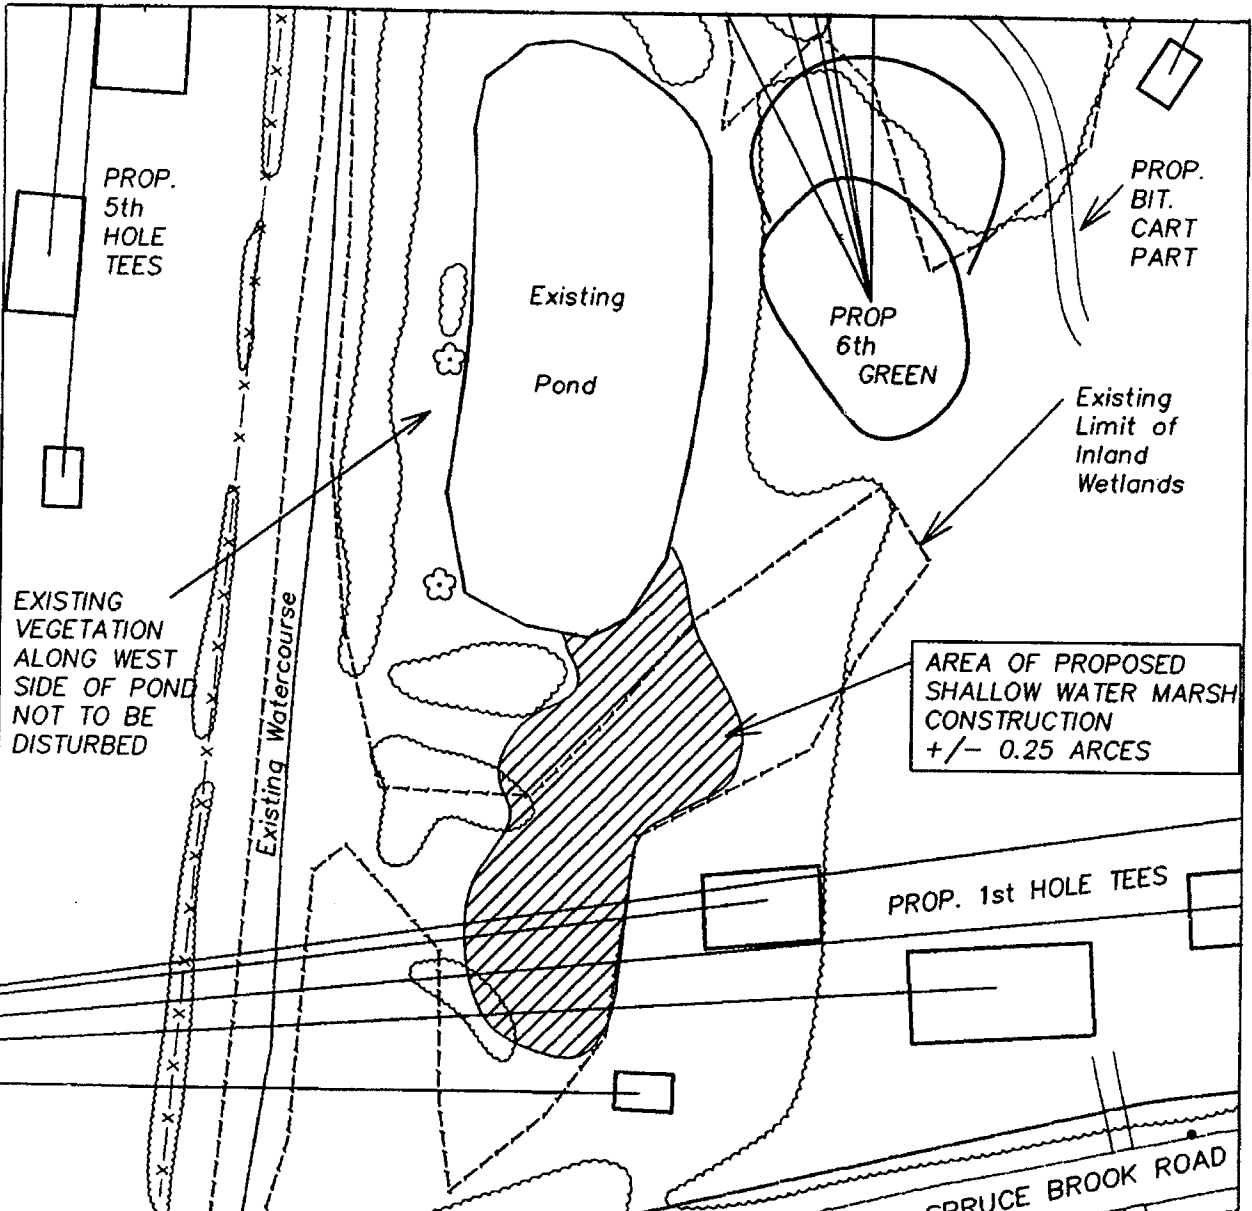 PROP.
5th
HOLE
TEES
Existing
Pond
PROP
6th
GREEN
PROP.
BIT.
CART
PART
Existing
Limit of
Inland
Wetlands
EXISTING
VEGETATION
ALONG WEST
SIDE OF POND
NOT TO BE
DISTURBED
Existing Watercourse
AREA OF PROPOSED
SHALLOW WATER MARSH
CONSTRUCTION
+/- 0.25 ARCES
PROP. 1st HOLE TEES
SPRUCE BROOK ROAD